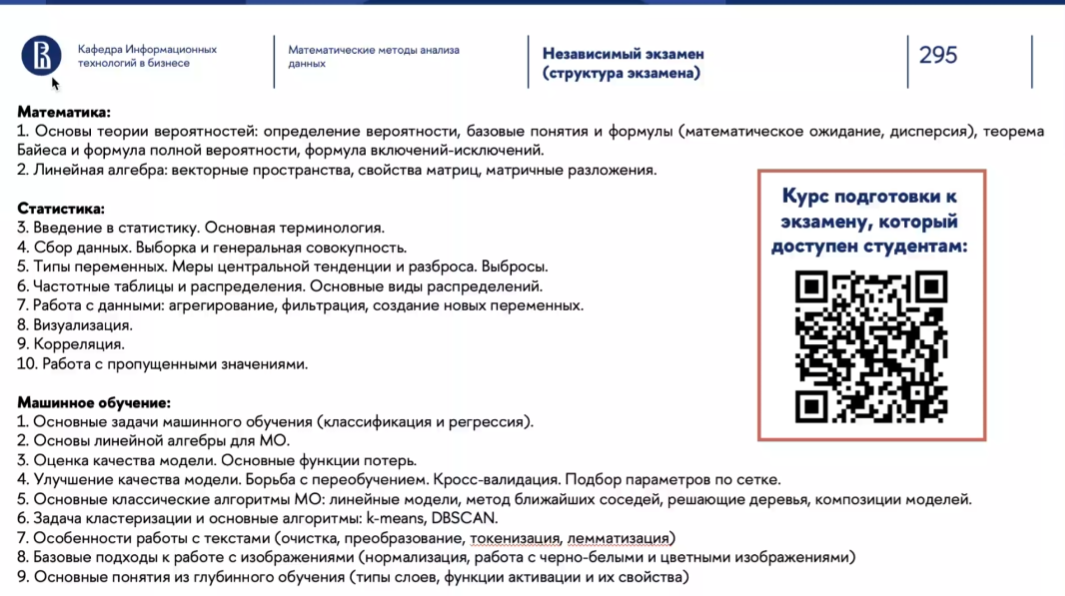 Кафедра Информационных
технологий в бизнесе
Математические методы анализа
данных
Независимый экзамен
(структура экзамена)
295
Математика:
1. Основы теории вероятностей: определение вероятности, базовые понятия и формулы (математическое ожидание, дисперсия), теорема
Байеса и формула полной вероятности, формула включений-исключений.
2. Линейная алгебра: векторные пространства, свойства матриц, матричные разложения.
Статистика:
3. Введение в статистику. Основная терминология.
4. Сбор данных. Выборка и генеральная совокупность.
5. Типы переменных. Меры центральной тенденции и разброса. Выбросы.
6. Частотные таблицы и распределения. Основные виды распределений.
7. Работа с данными: агрегирование, фильтрация, создание новых переменных.
8. Визуализация.
9. Корреляция.
10. Работа с пропущенными значениями.
Курс подготовки к
экзамену, который
доступен студентам:
Машинное обучение:
1. Основные задачи машинного обучения (классификация и регрессия).
2. Основы линейной алгебры для МО.
3. Оценка качества модели. Основные функции потерь.
4. Улучшение качества модели. Борьба с переобучением. Кросс-валидация. Подбор параметров по сетке.
5. Основные классические алгоритмы МО: линейные модели, метод ближайших соседей, решающие деревья, композиции моделей.
6. Задача кластеризации и основные алгоритмы: k-means, DBSCAN.
7. Особенности работы с текстами (очистка, преобразование, токенизация, лемматизация)
8. Базовые подходы к работе с изображениями (нормализация, работа с черно-белыми и цветными изображениями)
9. Основные понятия из глубинного обучения (типы слоев, функции активации и их свойства)